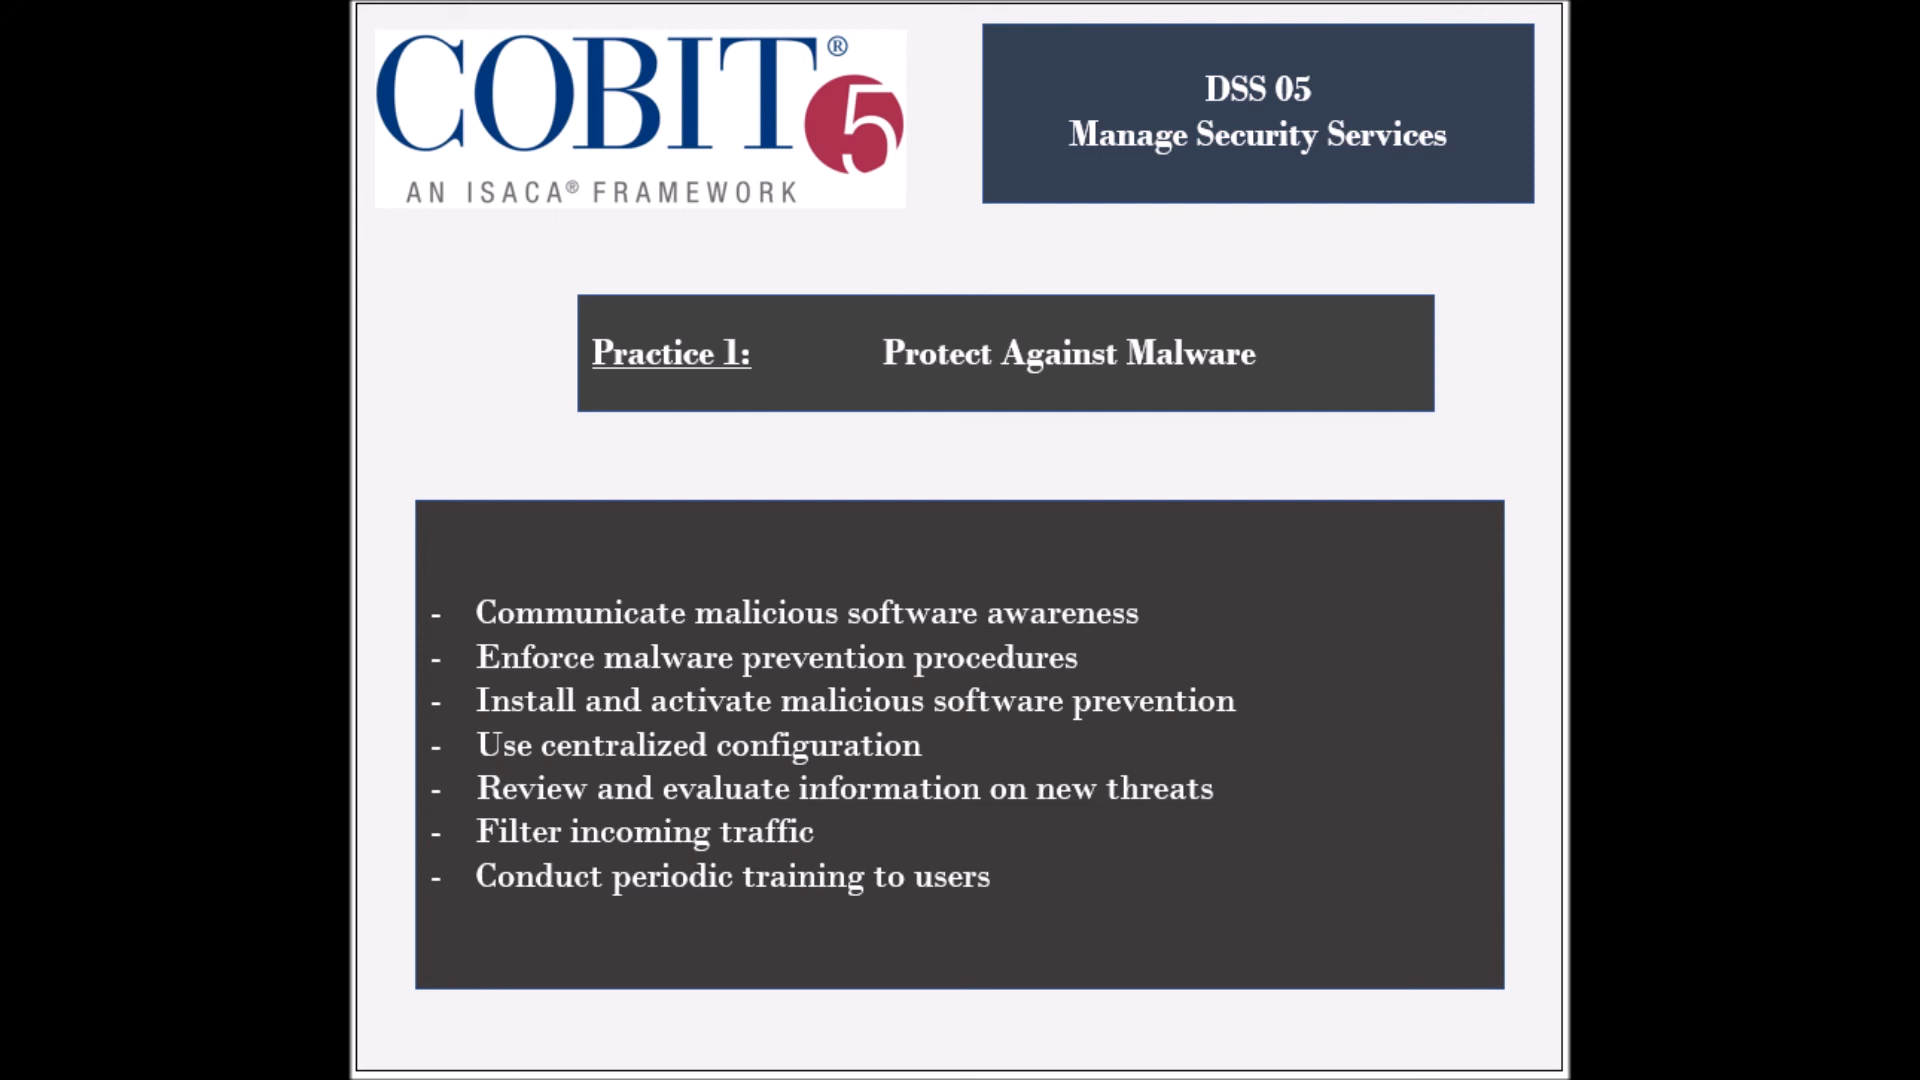 COBIT® 5
AN ISACA® FRAMEWORK
DSS 05
Manage Security Services
Practice 1: Protect Against Malware
- Communicate malicious software awareness
- Enforce malware prevention procedures
- Install and activate malicious software prevention
- Use centralized configuration
- Review and evaluate information on new threats
- Filter incoming traffic
- Conduct periodic training to users